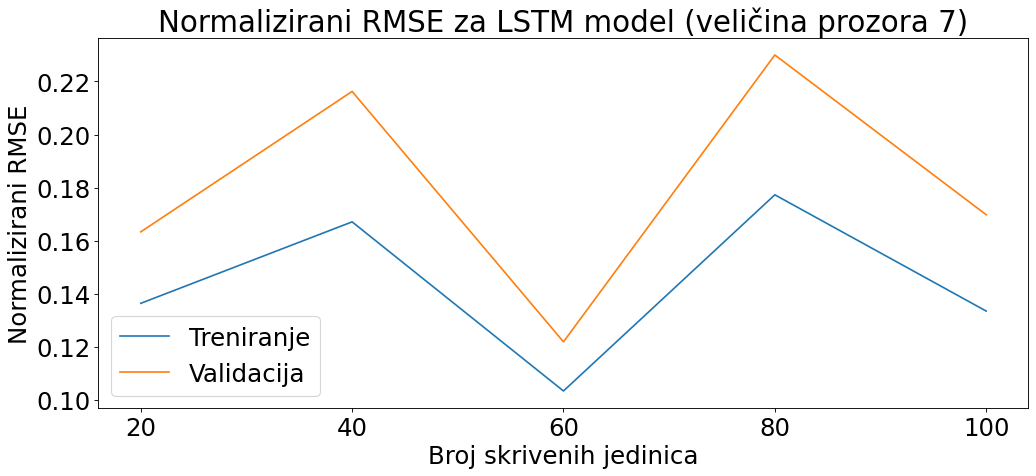 Normalizirani RMSE za LSTM model (veličina prozora 7)
Normalizirani RMSE
0.22
0.20
0.18
0.16
0.14
0.12
0.10
Treniranje
Validacija
20 40 60 80 100
Broj skrivenih jedinica